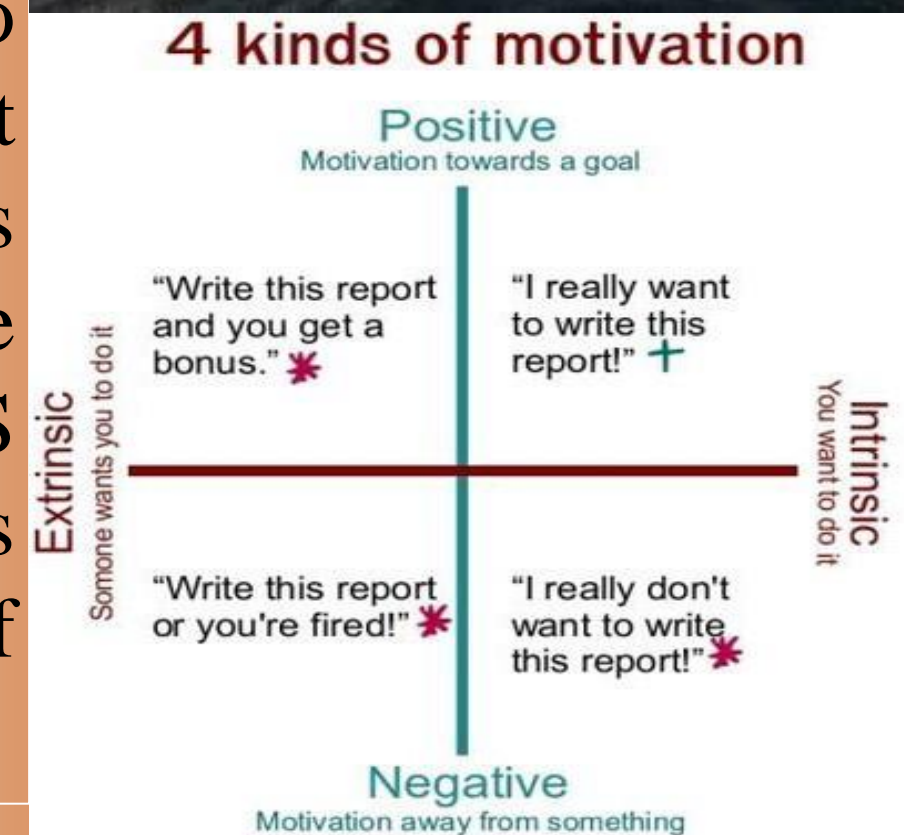 o
t
s
e
s
s
f
4 kinds of motivation
Positive
Motivation towards a goal
“Write this report
and you get a
bonus.”
“I really want
to write this
report!”
Extrinsic
Somone wants you to do it
Intrinsic
You want to do it
“Write this report
or you're fired!”
“I really don't
want to write
this report!”
Negative
Motivation away from something